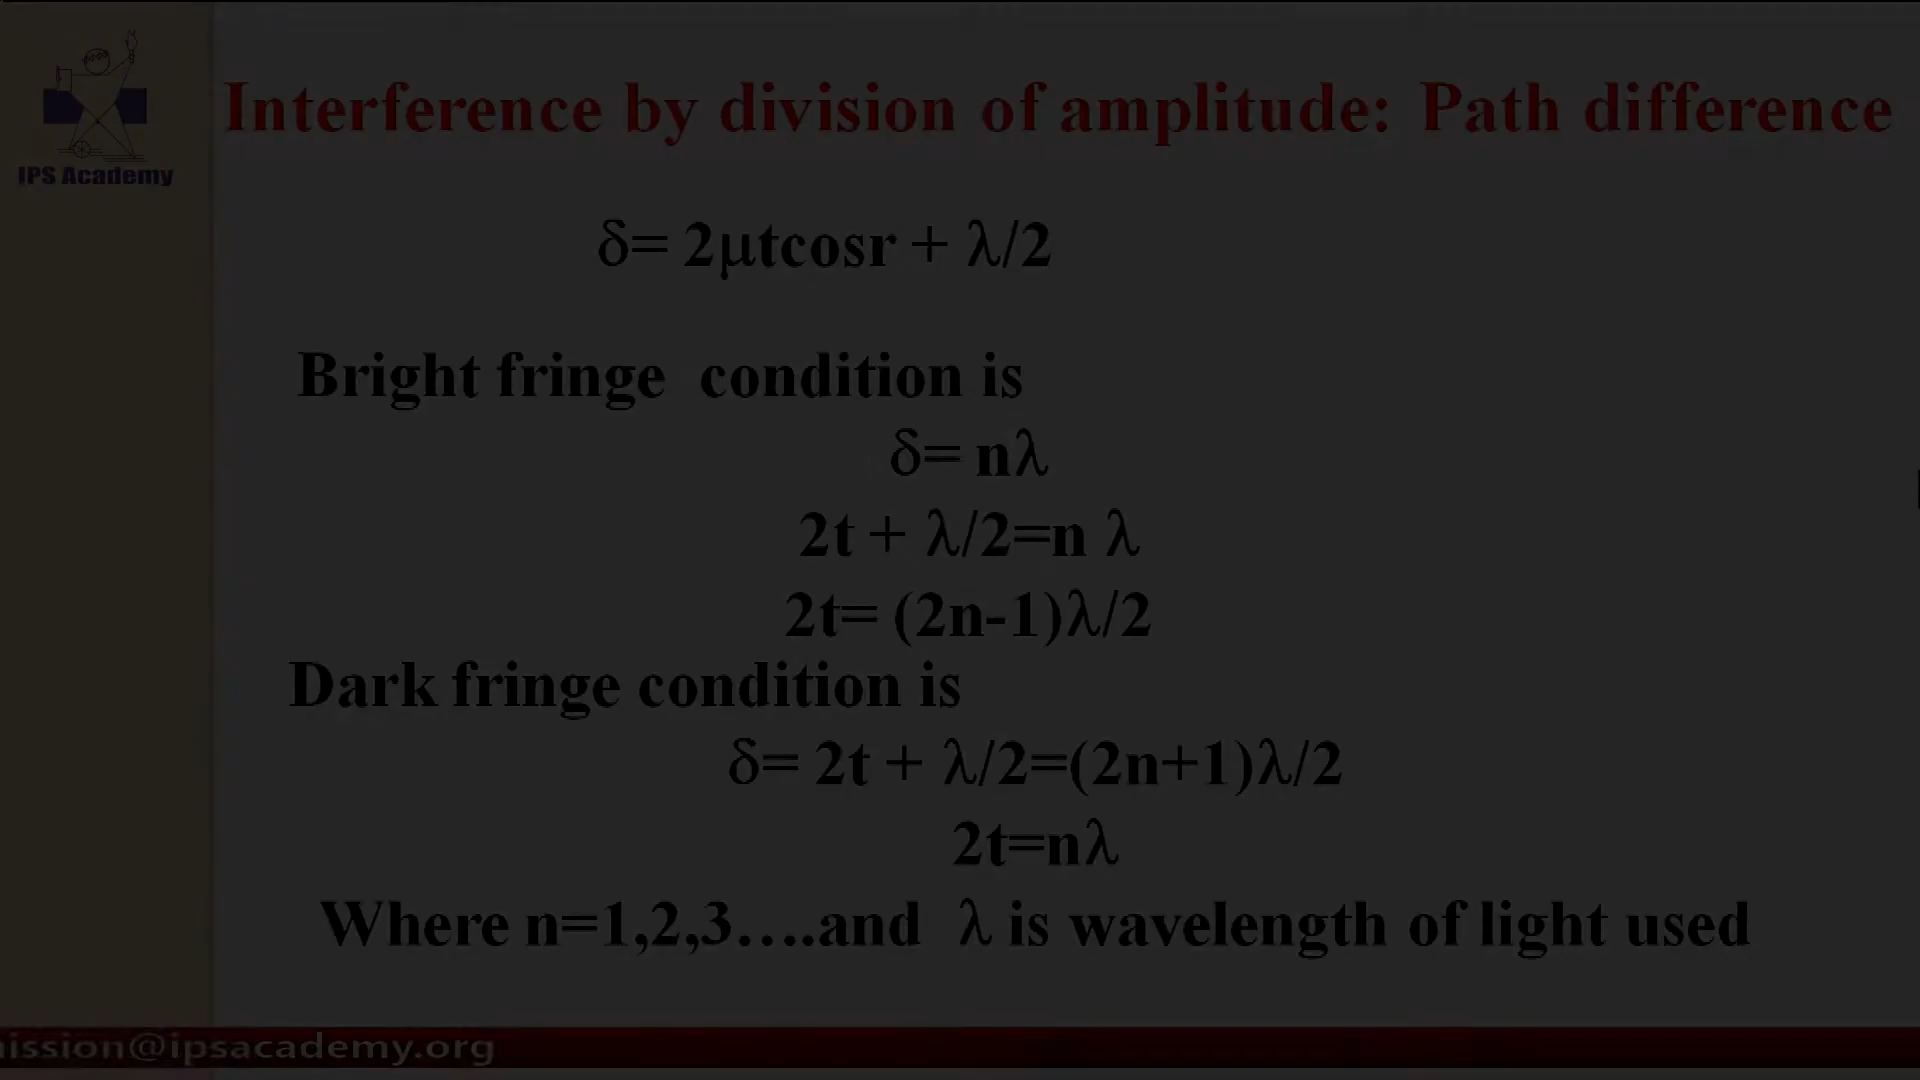 Interference by division of amplitude: Path difference
IPS Academy
δ= 2μtcosr + λ/2
Bright fringe condition is
δ= nλ
2t + λ/2=n λ
2t= (2n-1)λ/2
Dark fringe condition is
δ= 2t + λ/2=(2n+1)λ/2
2t=nλ
Where n=1,2,3….and λ is wavelength of light used
ission@ipsacademy.org